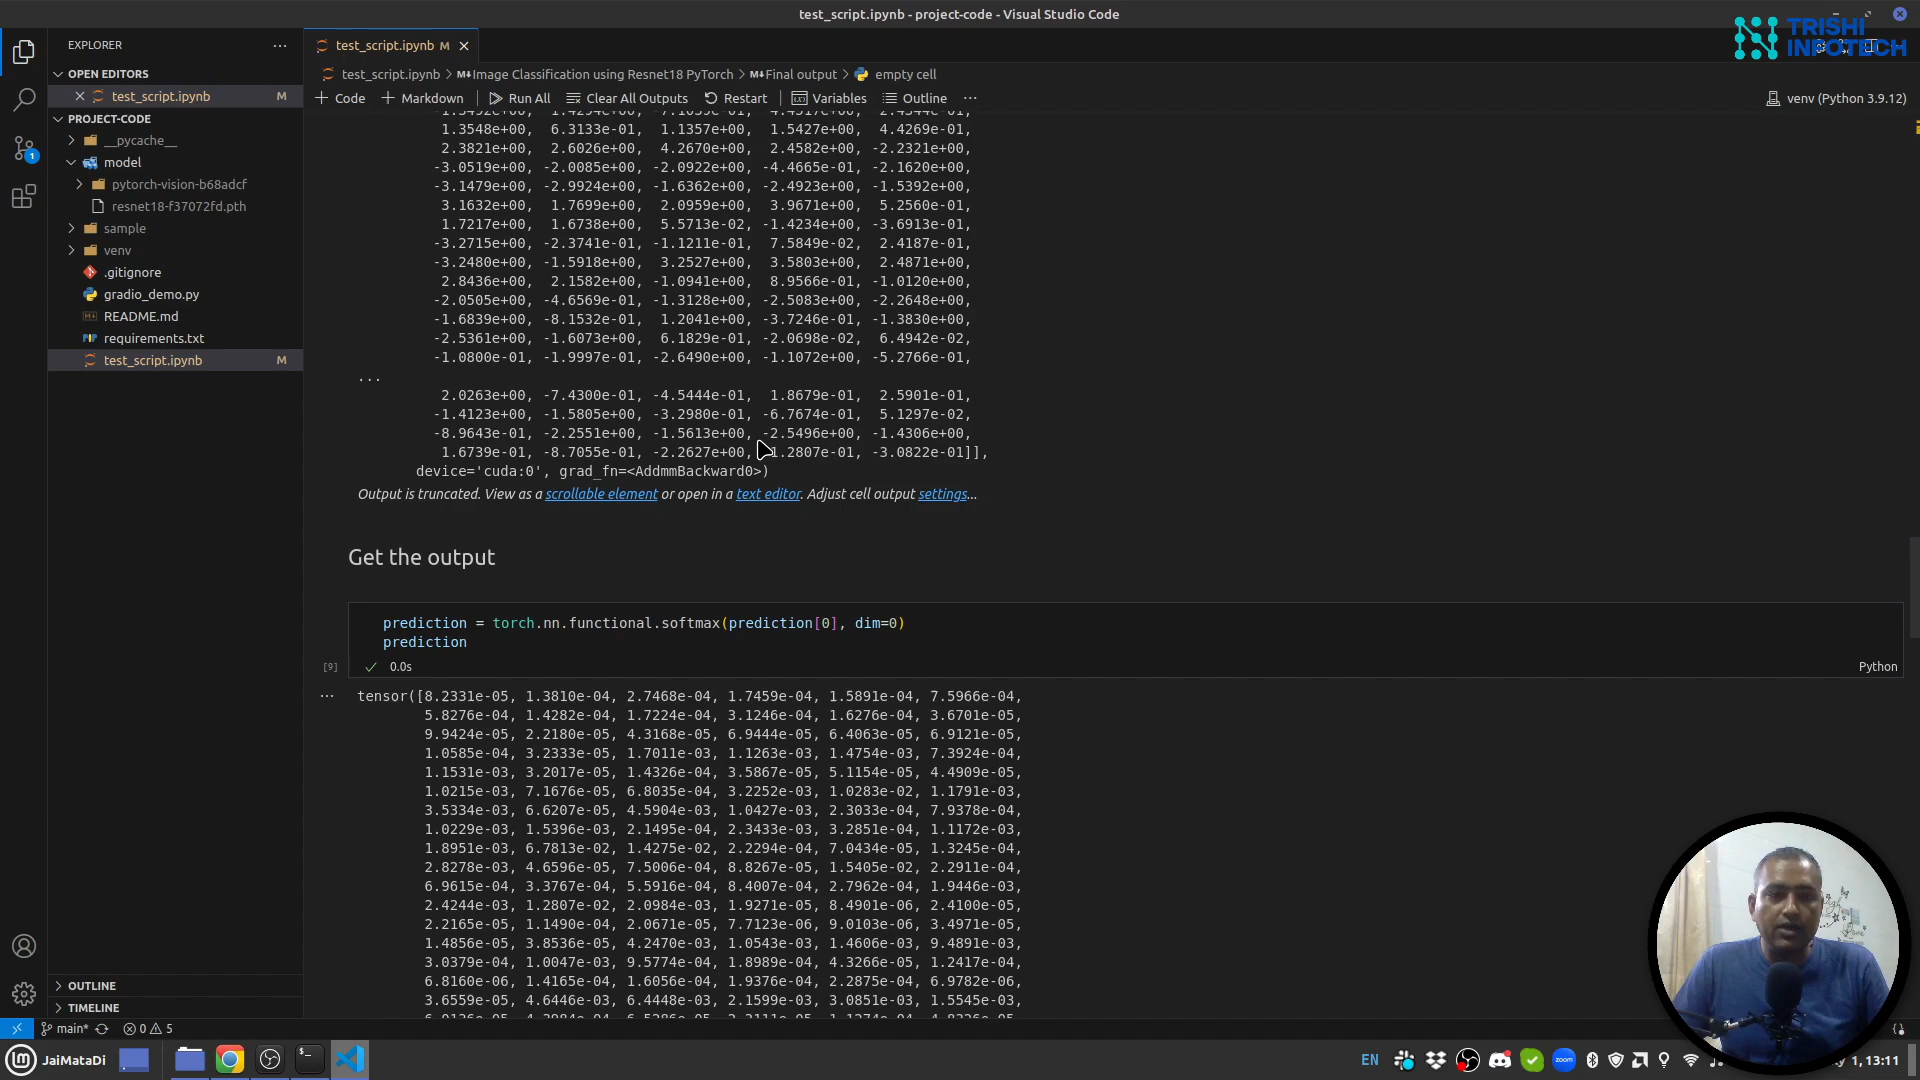 test_script.ipynb - project-code - Visual Studio Code
TRISHI
INFOTECH
EXPLORER
test_script.ipynb M
OPEN EDITORS
test_script.ipynb M
PROJECT-CODE
__pycache__
model
pytorch-vision-b68adcf
resnet18-f37072fd.pth
sample
venv
.gitignore
gradio_demo.py
README.md
requirements.txt
test_script.ipynb M
OUTLINE
TIMELINE
test_script.ipynb > M↓Image Classification using Resnet18 PyTorch > M↓Final output > empty cell
+ Code + Markdown Run All Clear All Outputs Restart Variables Outline ...
venv (Python 3.9.12)
1.3548e+00, 6.3133e-01, 1.1357e+00, 1.5427e+00, 4.4269e-01,
2.3821e+00, 2.6026e+00, 4.2670e+00, 2.4582e+00, -2.2321e+00,
-3.0519e+00, -2.0085e+00, -2.0922e+00, -4.4665e-01, -2.1620e+00,
-3.1479e+00, -2.9924e+00, -1.6362e+00, -2.4923e+00, -1.5392e+00,
3.1632e+00, 1.7699e+00, 2.0959e+00, 3.9671e+00, 5.2560e-01,
1.7217e+00, 1.6738e+00, 5.5713e-02, -1.4234e+00, -3.6913e-01,
-3.2715e+00, -2.3741e-01, -1.1211e-01, 7.5849e-02, 2.4187e-01,
-3.2480e-01, -1.5918e+00, 3.2527e+00, 3.5803e+00, 2.4871e+00,
2.8436e+00, 2.1582e+00, -1.0941e+00, 8.9566e-01, -1.0120e+00,
-2.0505e+00, -4.6569e-01, -1.3128e+00, -2.5083e+00, -2.2648e+00,
-1.6839e+00, -8.1532e-01, 1.2041e+00, -3.7246e-01, -1.3830e+00,
-2.5361e+00, -1.6073e+00, 6.1829e-01, -2.0698e-02, 6.4942e-02,
-1.0800e-01, -1.9997e-01, -2.6490e+00, -1.1072e+00, -5.2766e-01,
...
2.0263e+00, -7.4300e-01, -4.5444e-01, 1.8679e-01, 2.5901e-01,
-1.4123e+00, -1.5805e+00, -3.2980e-01, -6.7674e-01, 5.1297e-02,
-8.9643e-01, -2.2551e+00, -1.5613e+00, -2.5496e+00, -1.4306e+00,
1.6739e-01, -8.7055e-01, -2.2627e+00, 1.2807e-01, -3.0822e-01]],
device='cuda:0', grad_fn=<AddmmBackward0>)
Output is truncated. View as a scrollable element or open in a text editor. Adjust cell output settings...
Get the output
prediction = torch.nn.functional.softmax(prediction[0], dim=0)
prediction
[9] ✓ 0.0s
Python
... tensor([8.2331e-05, 1.3810e-04, 2.7468e-04, 1.7459e-04, 1.5891e-04, 7.5966e-04,
5.8276e-04, 1.4282e-04, 1.7224e-04, 3.1246e-04, 1.6276e-04, 3.6701e-05,
9.9424e-05, 2.2180e-05, 4.3168e-05, 6.9444e-05, 6.4063e-05, 6.9121e-05,
1.0585e-04, 3.2333e-05, 1.7011e-03, 1.1263e-03, 1.4754e-03, 7.3924e-04,
1.1531e-03, 3.2017e-05, 1.4326e-04, 3.5867e-05, 5.1154e-05, 4.4909e-05,
1.0215e-03, 7.1676e-05, 6.8035e-04, 3.2252e-03, 1.0283e-02, 1.1791e-03,
3.5334e-03, 6.6207e-05, 4.5904e-03, 1.0427e-03, 2.3033e-04, 7.9378e-04,
1.0229e-03, 1.5396e-03, 2.1495e-04, 2.3433e-03, 3.2851e-04, 1.1172e-03,
1.8951e-03, 6.7813e-02, 1.4275e-02, 2.2294e-04, 7.0434e-05, 1.3245e-04,
2.8278e-03, 4.6596e-05, 7.5006e-04, 8.8267e-05, 1.5405e-02, 2.2911e-04,
6.9615e-04, 3.3767e-04, 5.5916e-04, 8.4007e-04, 2.7962e-04, 1.9446e-03,
2.4244e-03, 1.2807e-02, 2.0984e-03, 1.9271e-05, 8.4901e-06, 2.4100e-05,
2.2165e-05, 1.1490e-04, 2.0671e-05, 7.7123e-06, 9.0103e-06, 3.4971e-05,
1.4856e-05, 3.8536e-05, 4.2470e-03, 1.0543e-03, 1.4606e-03, 9.4891e-03,
3.0379e-04, 1.0047e-03, 9.5774e-04, 1.8989e-04, 4.3266e-05, 1.2417e-04,
6.8160e-06, 1.4165e-04, 1.6056e-04, 1.9376e-04, 2.2875e-04, 6.9782e-06,
3.6559e-05, 4.6446e-03, 6.4448e-03, 2.1599e-03, 3.0851e-03, 1.5545e-03,
main* 0 5
JaiMataDi
EN
zoom
1, 13:11